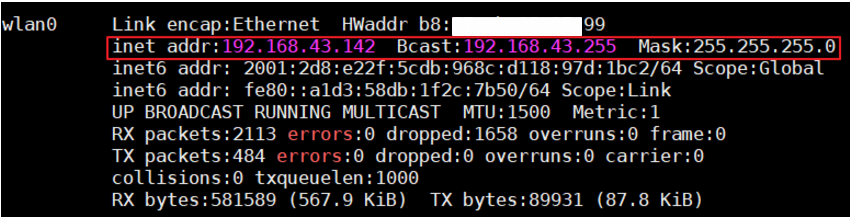 wlan0 Link encap:Ethernet HWaddr b8: 99
inet addr:192.168.43.142 Bcast:192.168.43.255 Mask:255.255.255.0
inet6 addr: 2001:2d8:e22f:5cdb:968c:d118:97d:1bc2/64 Scope:Global
inet6 addr: fe80::a1d3:58db:1f2c:7b50/64 Scope:Link
UP BROADCAST RUNNING MULTICAST MTU:1500 Metric:1
RX packets:2113 errors:0 dropped:1658 overruns:0 frame:0
TX packets:484 errors:0 dropped:0 overruns:0 carrier:0
collisions:0 txqueuelen:1000
RX bytes:581589 (567.9 KiB) TX bytes:89931 (87.8 KiB)